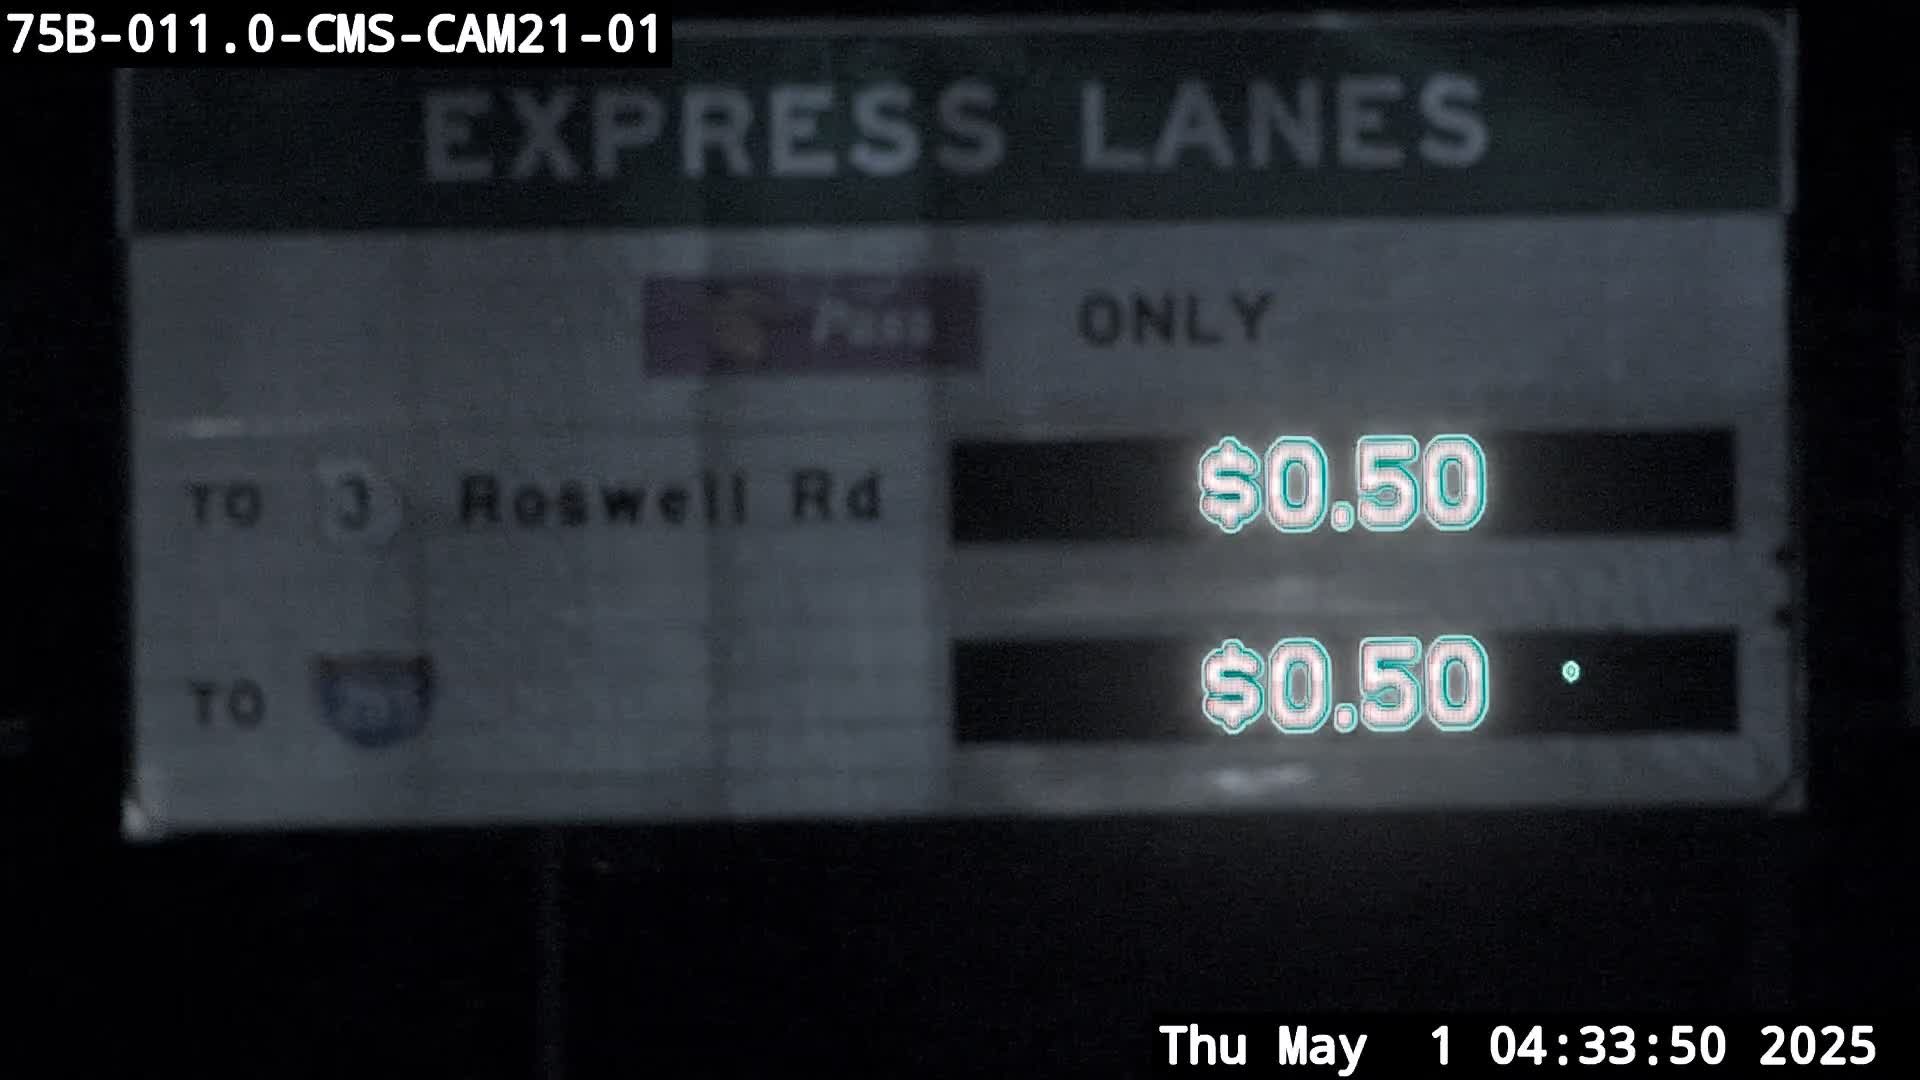 75B-011.0-CMS-CAM21-01
EXPRESS LANES
Pass ONLY
TO 3 Roswell Rd $0.50
TO $0.50
Thu May 1 04:33:50 2025